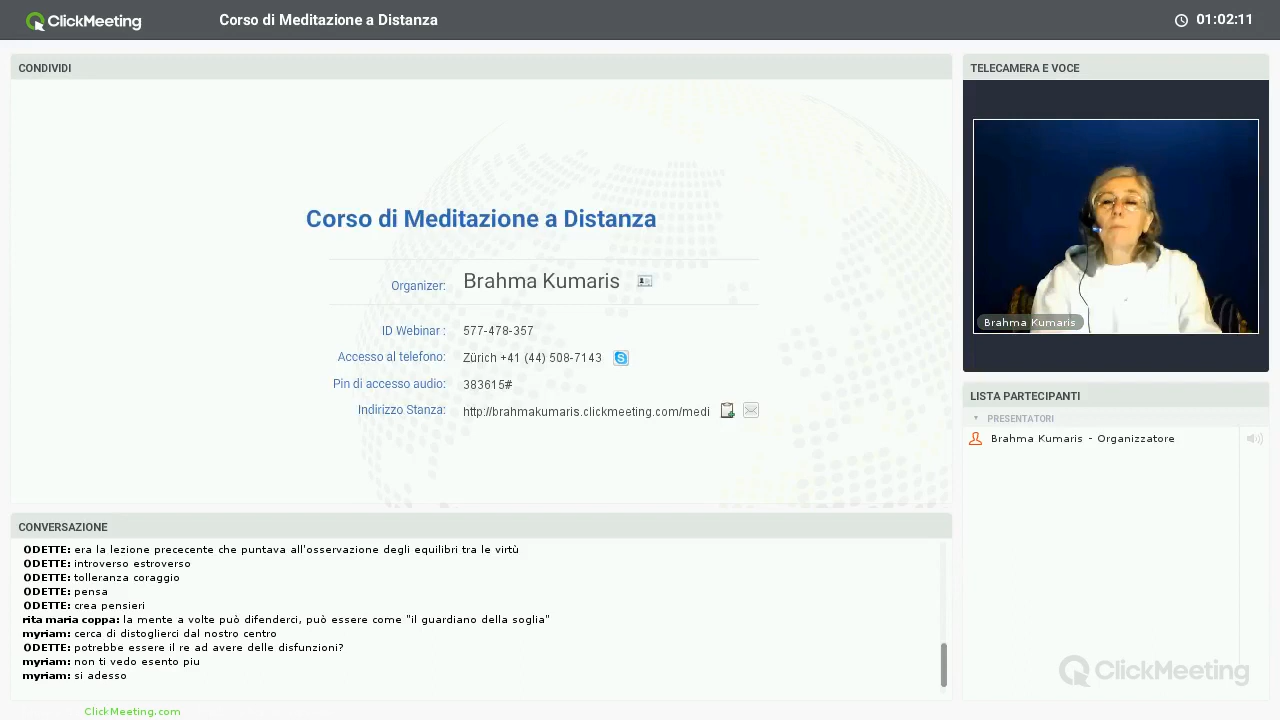 ClickMeeting
Corso di Meditazione a Distanza
01:02:11
CONDIVIDI
Corso di Meditazione a Distanza
Organizer: Brahma Kumaris
ID Webinar : 577-478-357
Accesso al telefono: Zürich +41 (44) 508-7143
Pin di accesso audio: 383615#
Indirizzo Stanza: http://brahmakumaris.clickmeeting.com/medi
TELECAMERA E VOCE
Brahma Kumaris
LISTA PARTECIPANTI
PRESENTATORI
Brahma Kumaris - Organizzatore
ClickMeeting
CONVERSAZIONE
ODETTE: era la lezione prececente che puntava all'osservazione degli equilibri tra le virtù
ODETTE: introverso estroverso
ODETTE: tolleranza coraggio
ODETTE: pensa
ODETTE: crea pensieri
rita maria coppa: la mente a volte può difenderci, può essere come "il guardiano della soglia"
myriam: cerca di distoglierci dal nostro centro
ODETTE: potrebbe essere il re ad avere delle disfunzioni?
myriam: non ti vedo esento piu
myriam: si adesso
ClickMeeting.com